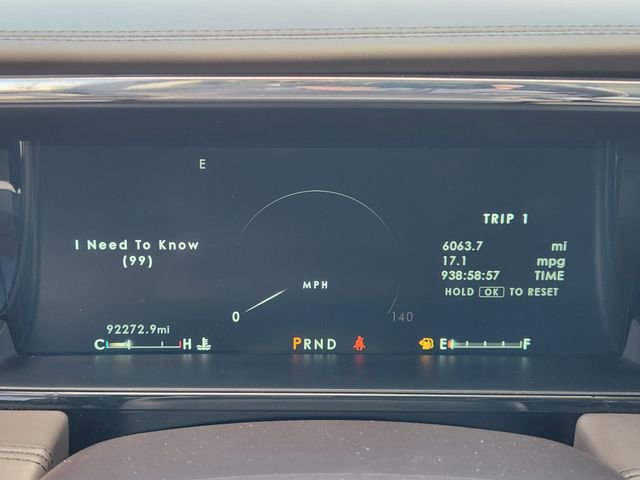 E
TRIP 1
I Need To Know
(99)
6063.7 mi
17.1 mpg
938:58:57 TIME
HOLD OK TO RESET
MPH
0
140
92272.9mi
C H
PRND
E F